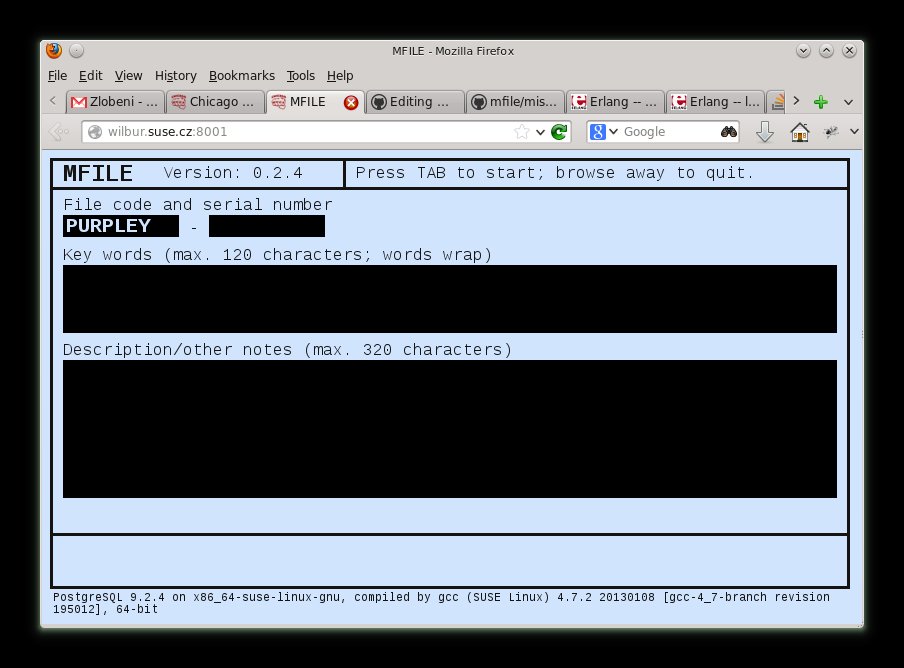 MFILE - Mozilla Firefox
File Edit View History Bookmarks Tools Help
Zlobeni - ... Chicago ... MFILE Editing ... mfile/mis... Erlang -- ... Erlang -- l...
wilbur.suse.cz:8001 Google
MFILE Version: 0.2.4 Press TAB to start; browse away to quit.
File code and serial number
PURPLEY -
Key words (max. 120 characters; words wrap)
Description/other notes (max. 320 characters)
PostgreSQL 9.2.4 on x86_64-suse-linux-gnu, compiled by gcc (SUSE Linux) 4.7.2 20130108 [gcc-4_7-branch revision
195012], 64-bit